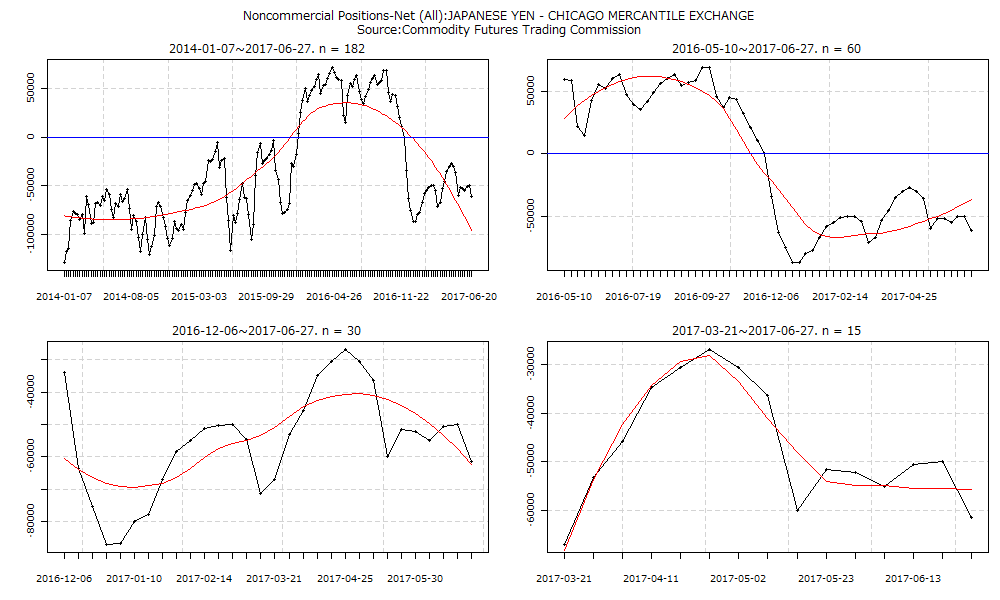 Noncommercial Positions-Net (All):JAPANESE YEN - CHICAGO MERCANTILE EXCHANGE
Source:Commodity Futures Trading Commission
2014-01-07~2017-06-27. n = 182
50000
0
-50000
-100000
2014-01-07 2014-08-05 2015-03-03 2015-09-29 2016-04-26 2016-11-22 2017-06-20
2016-05-10~2017-06-27. n = 60
50000
0
-50000
2016-05-10 2016-07-19 2016-09-27 2016-12-06 2017-02-14 2017-04-25
2016-12-06~2017-06-27. n = 30
-40000
-60000
-80000
2016-12-06 2017-01-10 2017-02-14 2017-03-21 2017-04-25 2017-05-30
2017-03-21~2017-06-27. n = 15
-30000
-40000
-50000
-60000
2017-03-21 2017-04-11 2017-05-02 2017-05-23 2017-06-13